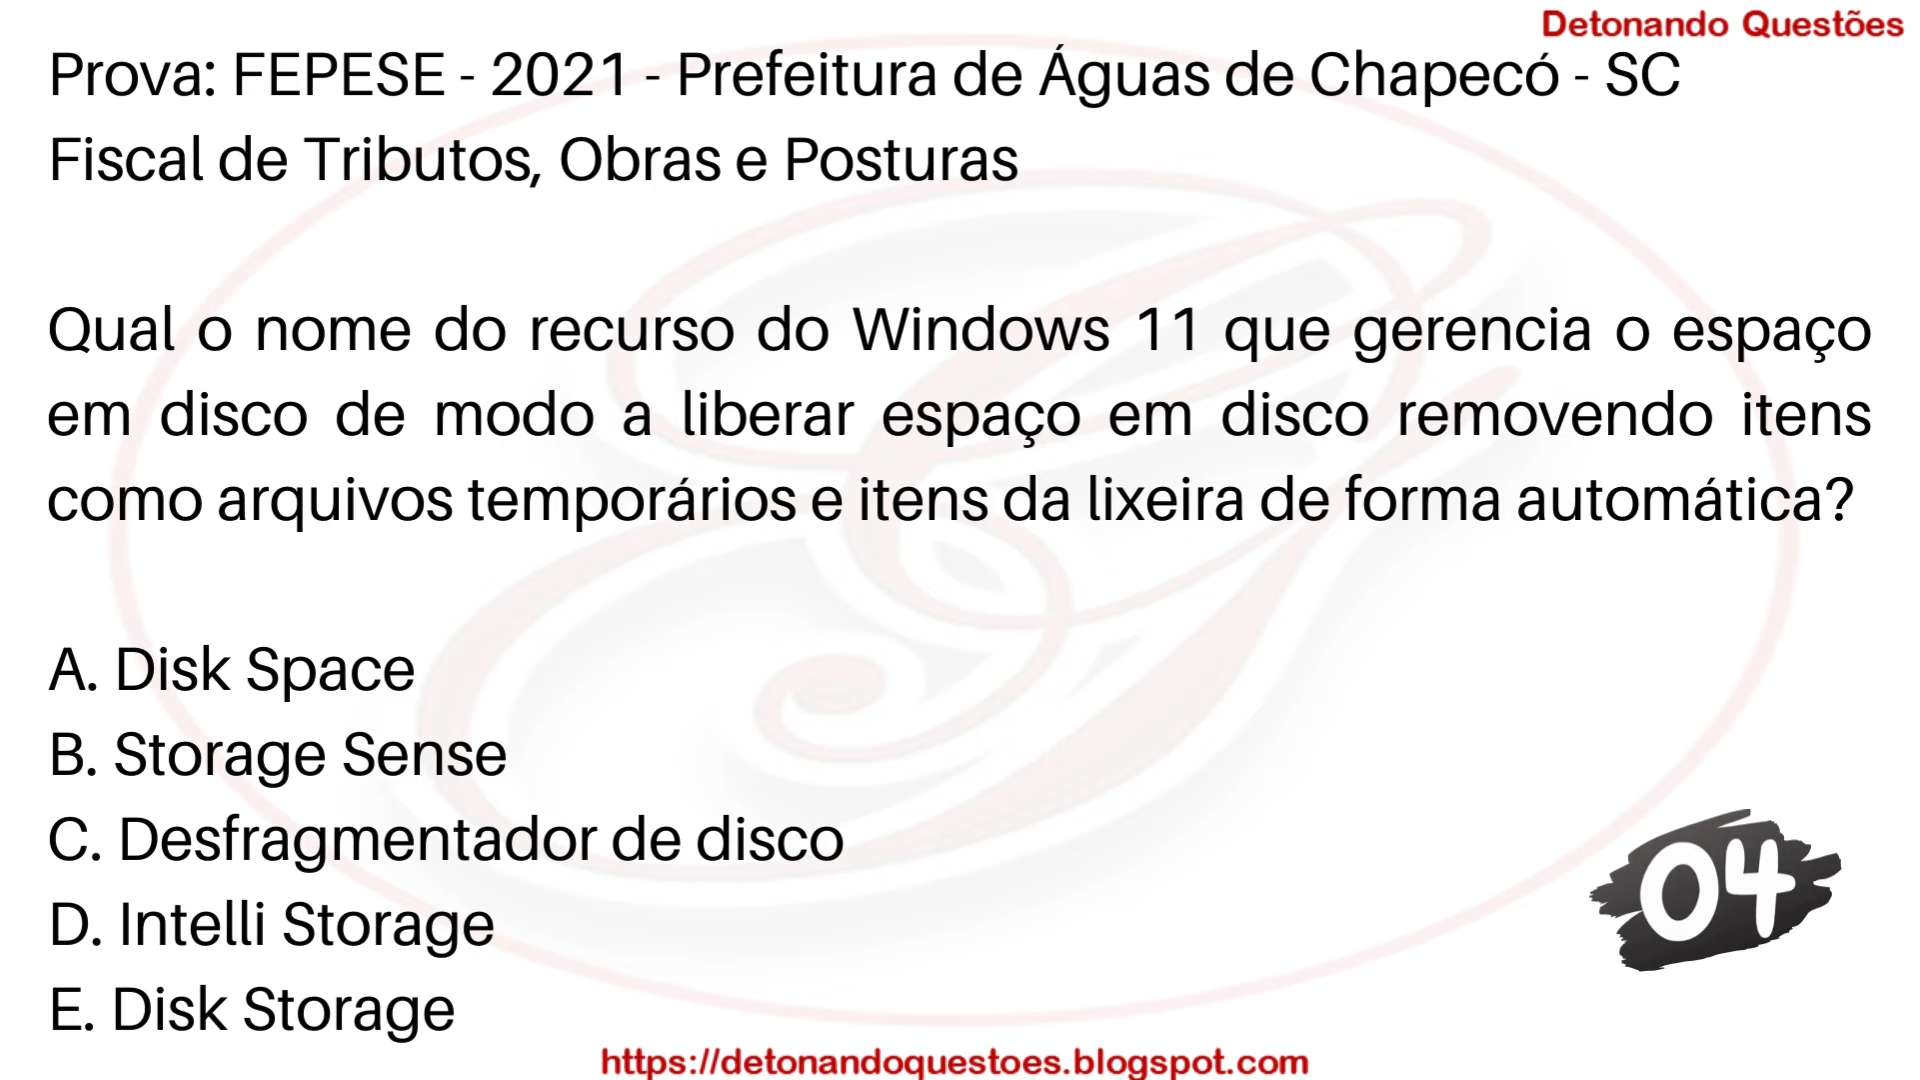 Detonando Questões
Prova: FEPESE - 2021 - Prefeitura de Águas de Chapecó - SC
Fiscal de Tributos, Obras e Posturas
Qual o nome do recurso do Windows 11 que gerencia o espaço
em disco de modo a liberar espaço em disco removendo itens
como arquivos temporários e itens da lixeira de forma automática?
A. Disk Space
B. Storage Sense
C. Desfragmentador de disco
D. Intelli Storage
E. Disk Storage
04
https://detonandoquestoes.blogspot.com